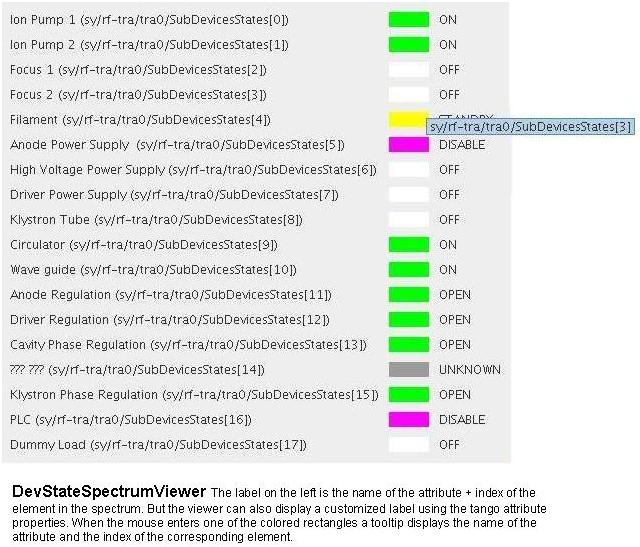 Ion Pump 1 (sy/rf-tra/tra0/SubDevicesStates[0]) ON
Ion Pump 2 (sy/rf-tra/tra0/SubDevicesStates[1]) ON
Focus 1 (sy/rf-tra/tra0/SubDevicesStates[2]) OFF
Focus 2 (sy/rf-tra/tra0/SubDevicesStates[3]) OFF
Filament (sy/rf-tra/tra0/SubDevicesStates[4]) STANDBY
sy/rf-tra/tra0/SubDevicesStates[3]
Anode Power Supply (sy/rf-tra/tra0/SubDevicesStates[5]) DISABLE
High Voltage Power Supply (sy/rf-tra/tra0/SubDevicesStates[6]) OFF
Driver Power Supply (sy/rf-tra/tra0/SubDevicesStates[7]) OFF
Klystron Tube (sy/rf-tra/tra0/SubDevicesStates[8]) OFF
Circulator (sy/rf-tra/tra0/SubDevicesStates[9]) ON
Wave guide (sy/rf-tra/tra0/SubDevicesStates[10]) ON
Anode Regulation (sy/rf-tra/tra0/SubDevicesStates[11]) OPEN
Driver Regulation (sy/rf-tra/tra0/SubDevicesStates[12]) OPEN
Cavity Phase Regulation (sy/rf-tra/tra0/SubDevicesStates[13]) OPEN
??? ??? (sy/rf-tra/tra0/SubDevicesStates[14]) UNKNOWN
Klystron Phase Regulation (sy/rf-tra/tra0/SubDevicesStates[15]) OPEN
PLC (sy/rf-tra/tra0/SubDevicesStates[16]) DISABLE
Dummy Load (sy/rf-tra/tra0/SubDevicesStates[17]) OFF
DevStateSpectrumViewer The label on the left is the name of the attribute + index of the
element in the spectrum. But the viewer can also display a customized label using the tango attribute
properties. When the mouse enters one of the colored rectangles a tooltip displays the name of the
attribute and the index of the corresponding element.